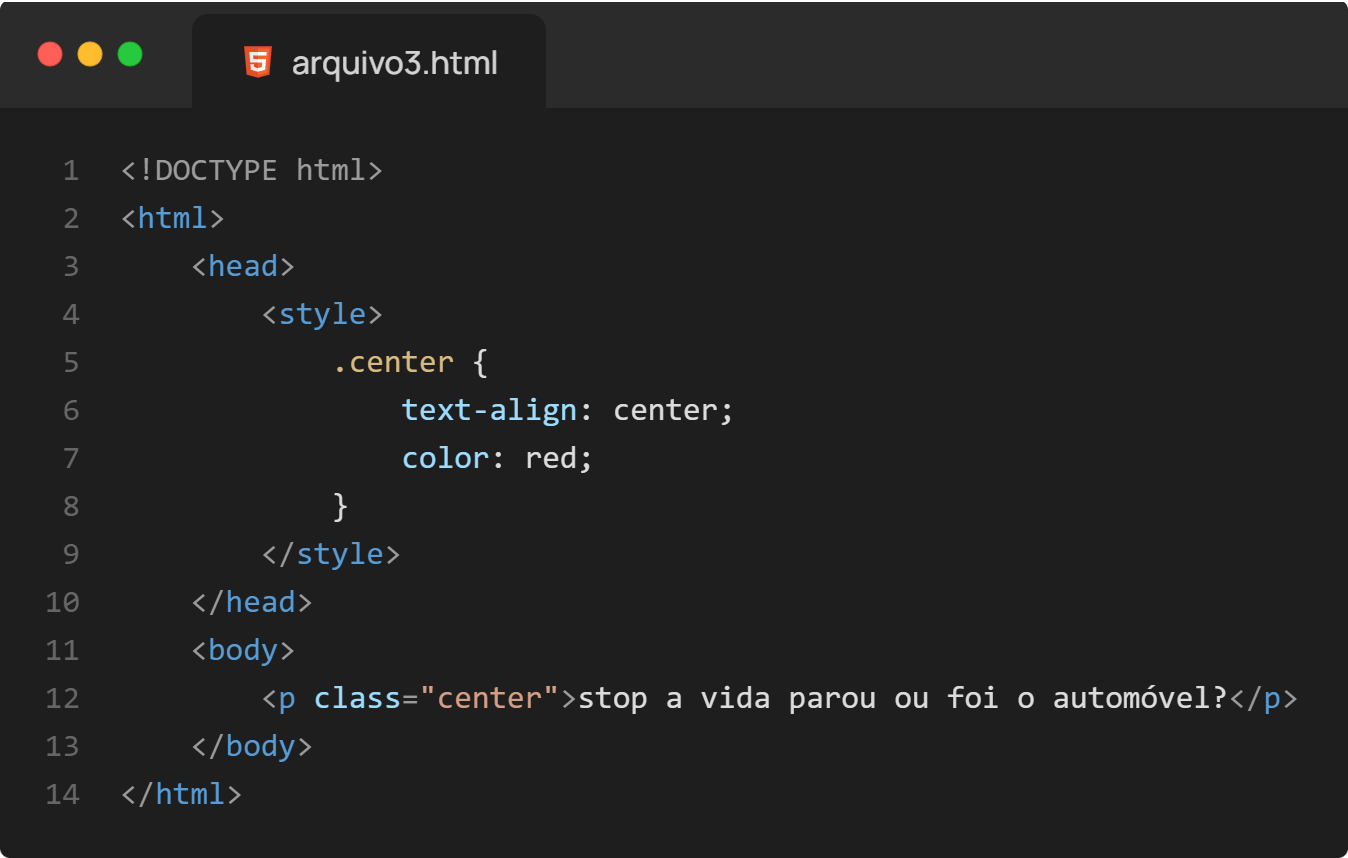 arquivo3.html
1 <!DOCTYPE html>
2 <html>
3     <head>
4         <style>
5             .center {
6                 text-align: center;
7                 color: red;
8             }
9         </style>
10     </head>
11     <body>
12         <p class="center">stop a vida parou ou foi o automóvel?</p>
13     </body>
14 </html>